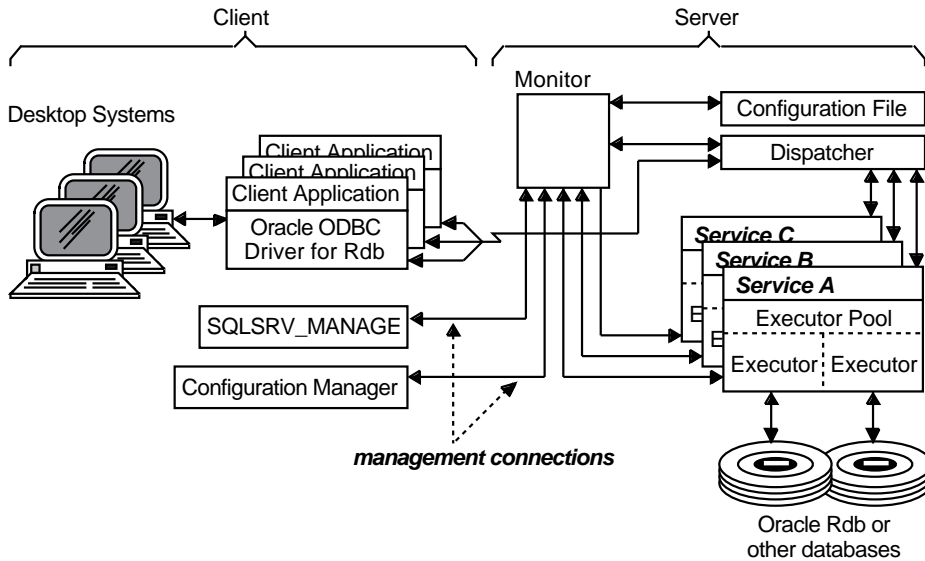 Client
Server
Monitor
Desktop Systems
Configuration File
Client Application
Client Application
Client Application
Dispatcher
Oracle ODBC
Driver for Rdb
Service C
Service B
Service A
Executor Pool
E
E
Executor
Executor
SQLSRV_MANAGE
Configuration Manager
management connections
Oracle Rdb or
other databases